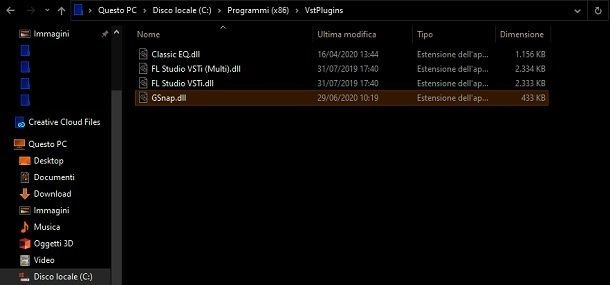 Questo PC > Disco locale (C:) > Programmi (x86) > VstPlugins
Immagini
Creative Cloud Files
Questo PC
Desktop
Documenti
Download
Immagini
Musica
Oggetti 3D
Video
Disco locale (C:)
Nome Ultima modifica Tipo Dimensione
Classic EQ.dll 16/04/2020 13:44 Estensione dell'ap... 1.156 KB
FL Studio VSTi (Multi).dll 31/07/2019 17:40 Estensione dell'ap... 2.334 KB
FL Studio VSTi.dll 31/07/2019 17:40 Estensione dell'ap... 2.333 KB
GSnap.dll 29/06/2020 10:19 Estensione dell'ap... 433 KB